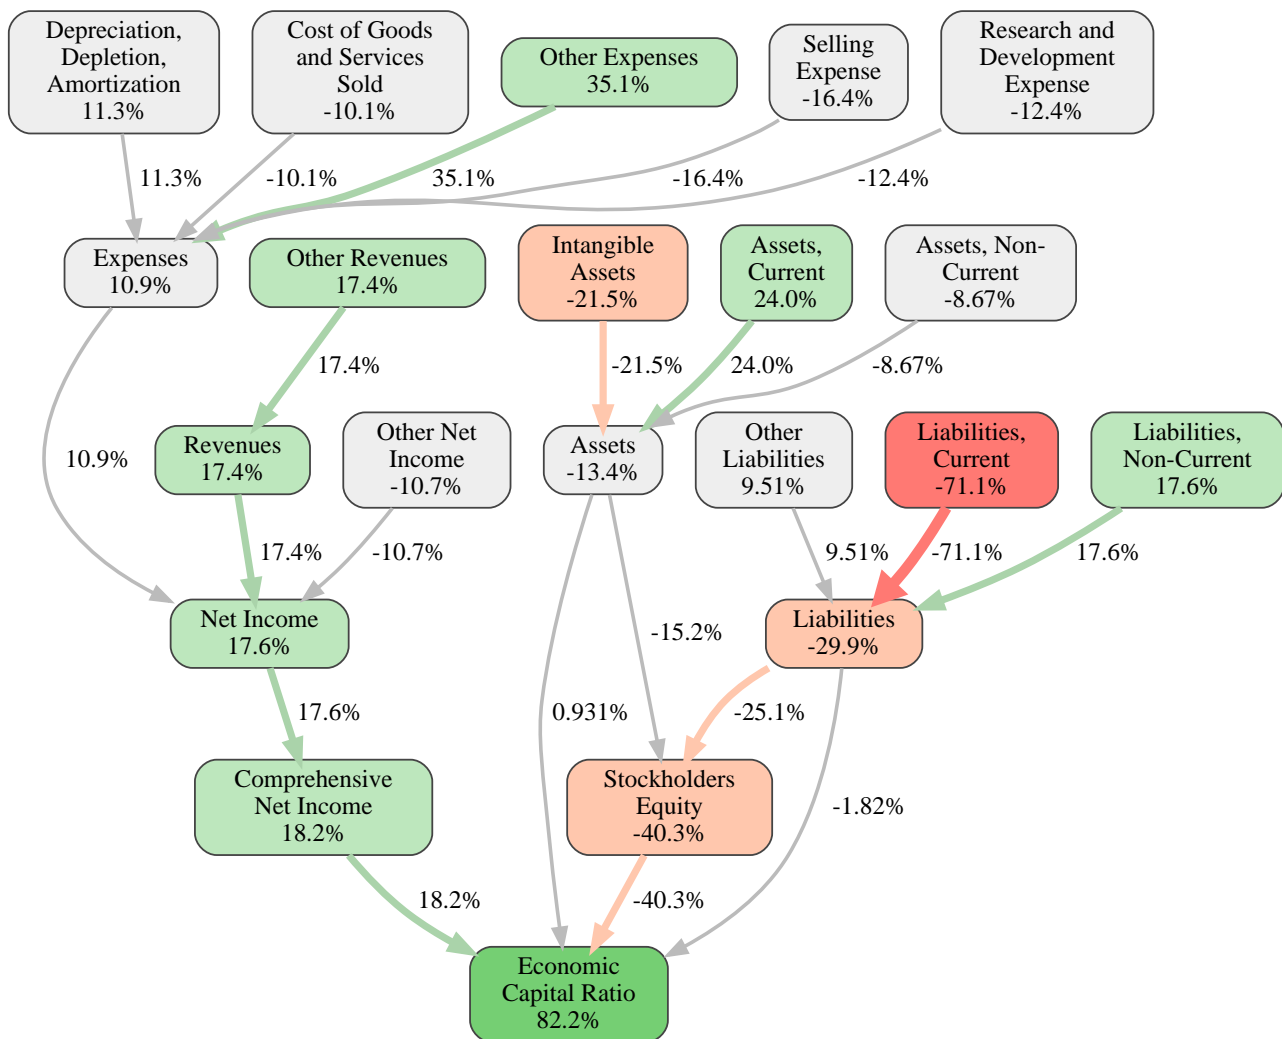 Depreciation,
Depletion,
Amortization
11.3%
Cost of Goods
and Services
Sold
-10.1%
Other Expenses
35.1%
Selling
Expense
-16.4%
Research and
Development
Expense
-12.4%
11.3%
-10.1%
35.1%
-16.4%
-12.4%
Expenses
10.9%
Other Revenues
17.4%
Intangible
Assets
-21.5%
Assets,
Current
24.0%
Assets, Non-
Current
-8.67%
17.4%
-21.5%
24.0%
-8.67%
10.9%
Revenues
17.4%
Other Net
Income
-10.7%
Assets
-13.4%
Other
Liabilities
9.51%
Liabilities,
Current
-71.1%
Liabilities,
Non-Current
17.6%
17.4%
-10.7%
9.51%
-71.1%
17.6%
Net Income
17.6%
-15.2%
Liabilities
-29.9%
17.6%
0.931%
-25.1%
-1.82%
Comprehensive
Net Income
18.2%
Stockholders
Equity
-40.3%
18.2%
-40.3%
Economic
Capital Ratio
82.2%